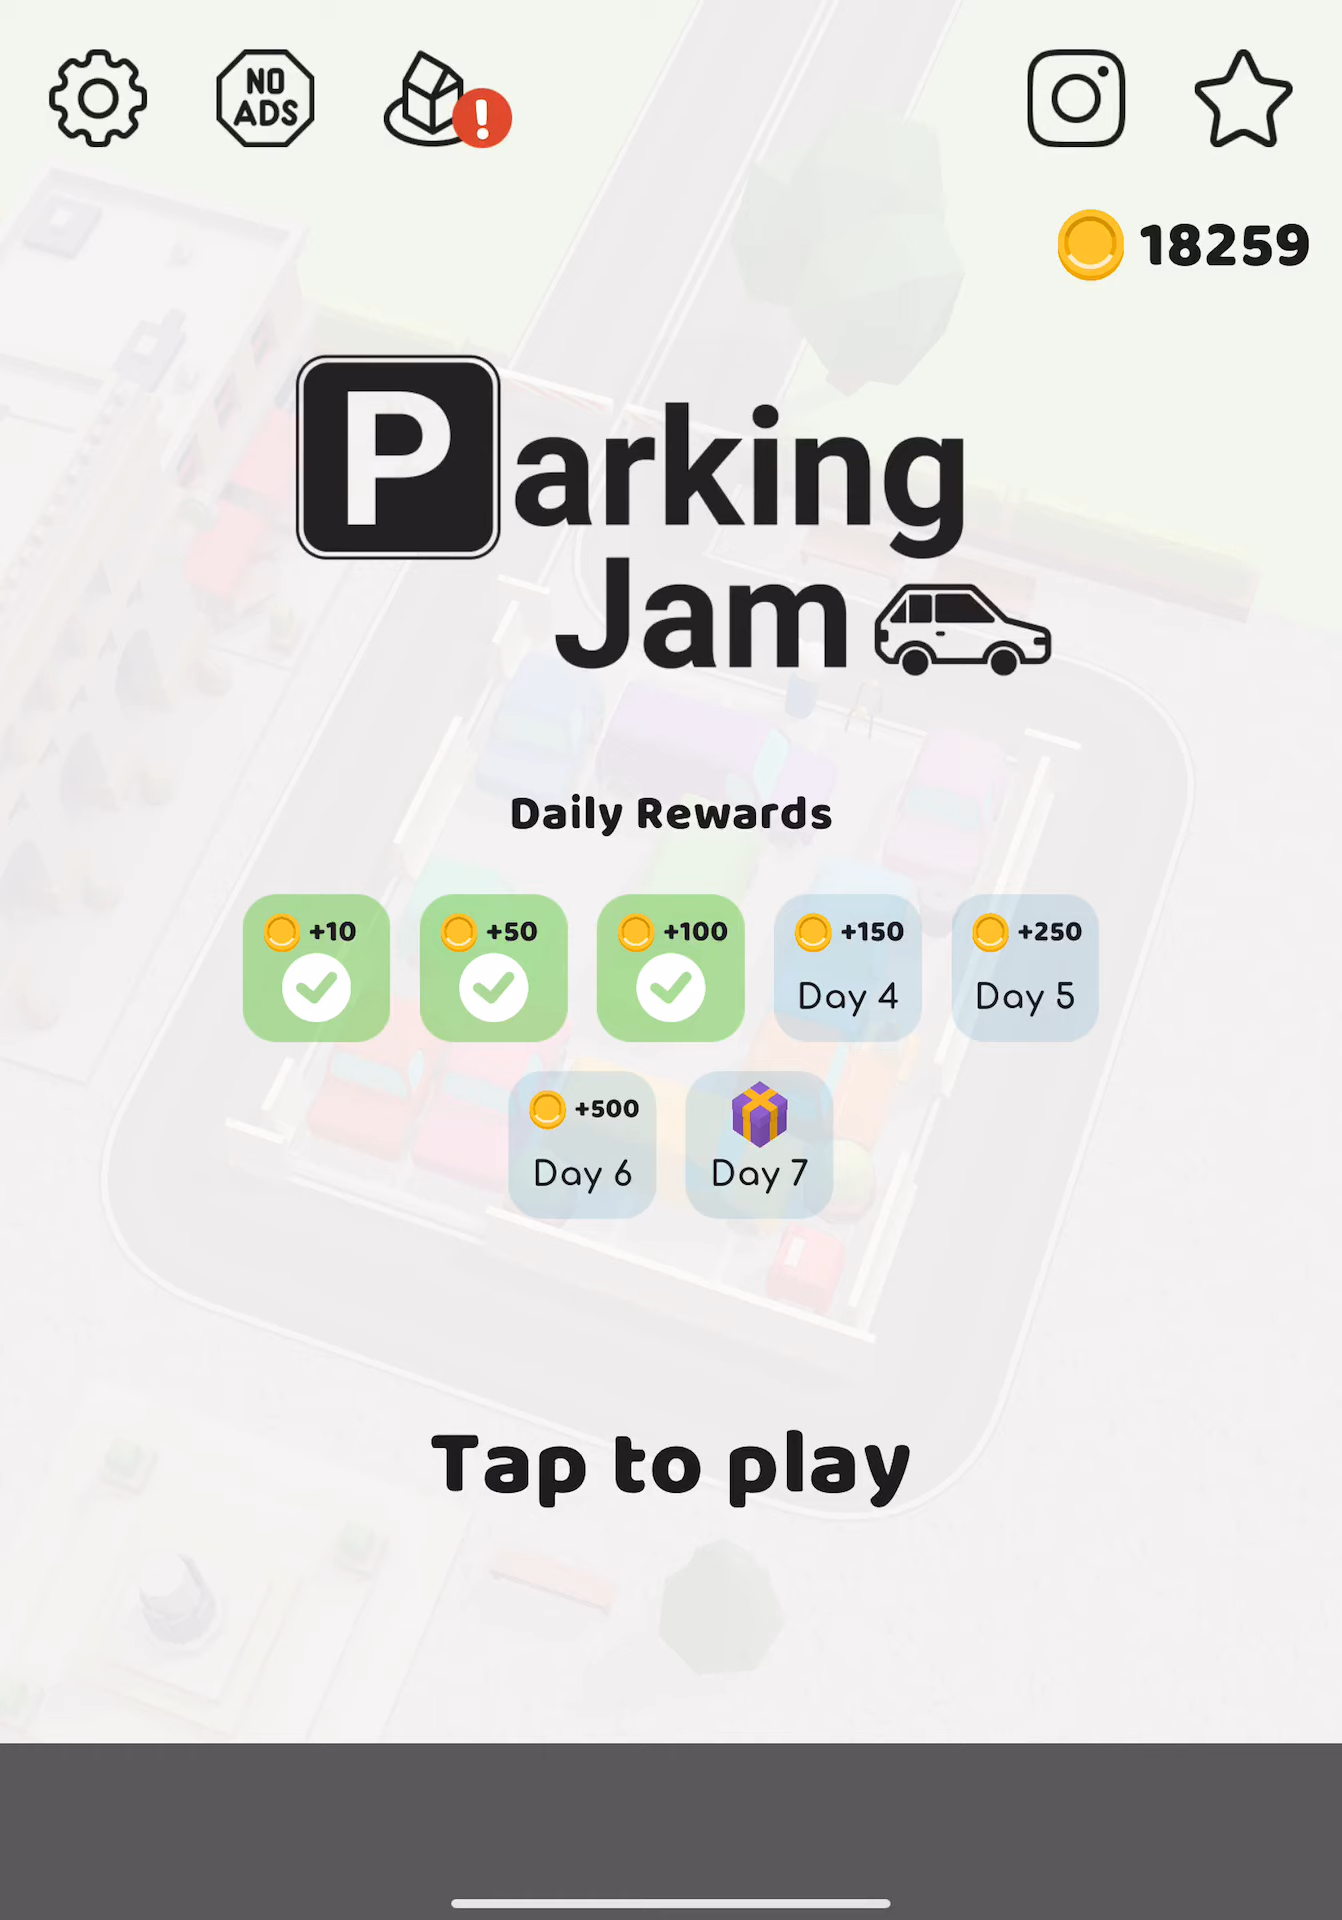 NO
ADS
!
18259
Parking
Jam
Daily Rewards
+10 +50 +100 +150 +250
Day 4 Day 5
+500
Day 6 Day 7
Tap to play